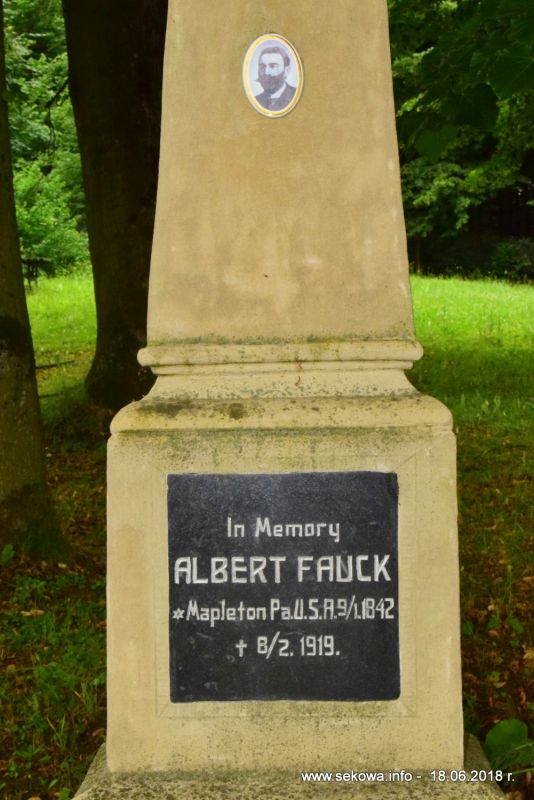 In Memory
ALBERT FAUCK
*Mapleton Pa.U.S.A.9/1.1842
† 8/2. 1919.
www.sekowa.info - 18.06.2018 r.